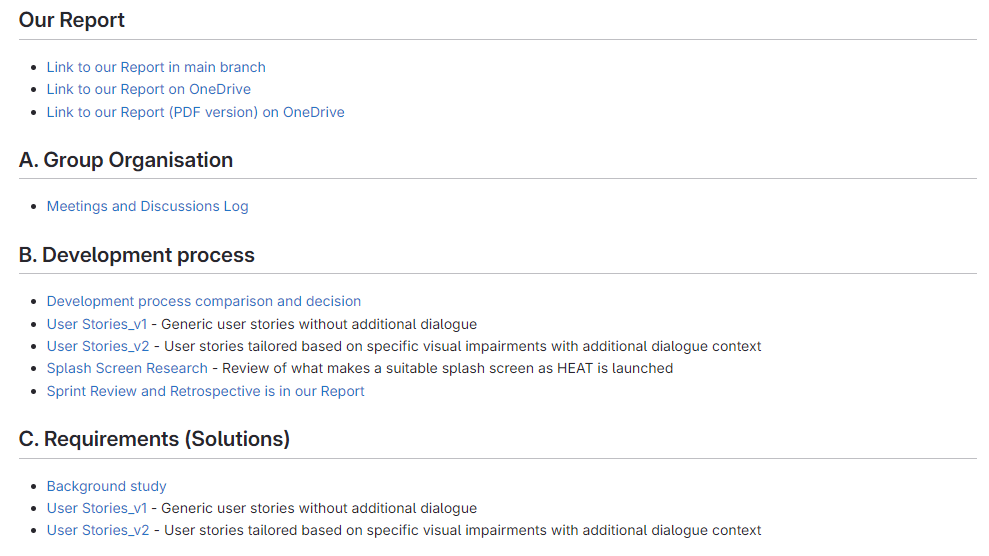 Our Report
Link to our Report in main branch
Link to our Report on OneDrive
Link to our Report (PDF version) on OneDrive
A. Group Organisation
Meetings and Discussions Log
B. Development process
Development process comparison and decision
User Stories_v1 - Generic user stories without additional dialogue
User Stories_v2 - User stories tailored based on specific visual impairments with additional dialogue context
Splash Screen Research - Review of what makes a suitable splash screen as HEAT is launched
Sprint Review and Retrospective is in our Report
C. Requirements (Solutions)
Background study
User Stories_v1 - Generic user stories without additional dialogue
User Stories_v2 - User stories tailored based on specific visual impairments with additional dialogue context